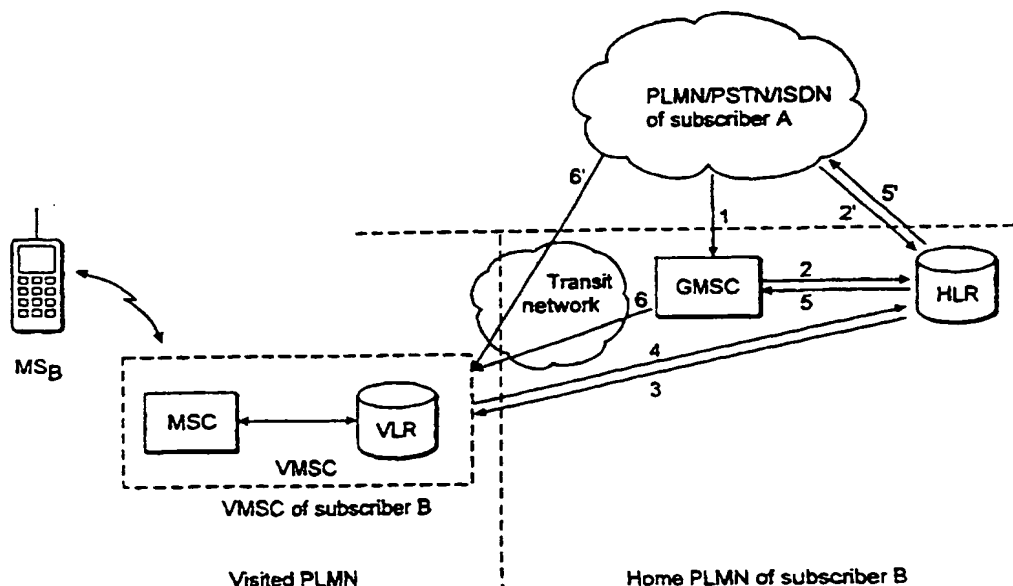 PLMN/PSTN/ISDN
of subscriber A
6'
5'
2'
1
Transit
network
GMSC
2
5
HLR
6
4
3
MSB
MSC
VLR
VMSC
VMSC of subscriber B
Visited PLMN
Home PLMN of subscriber B